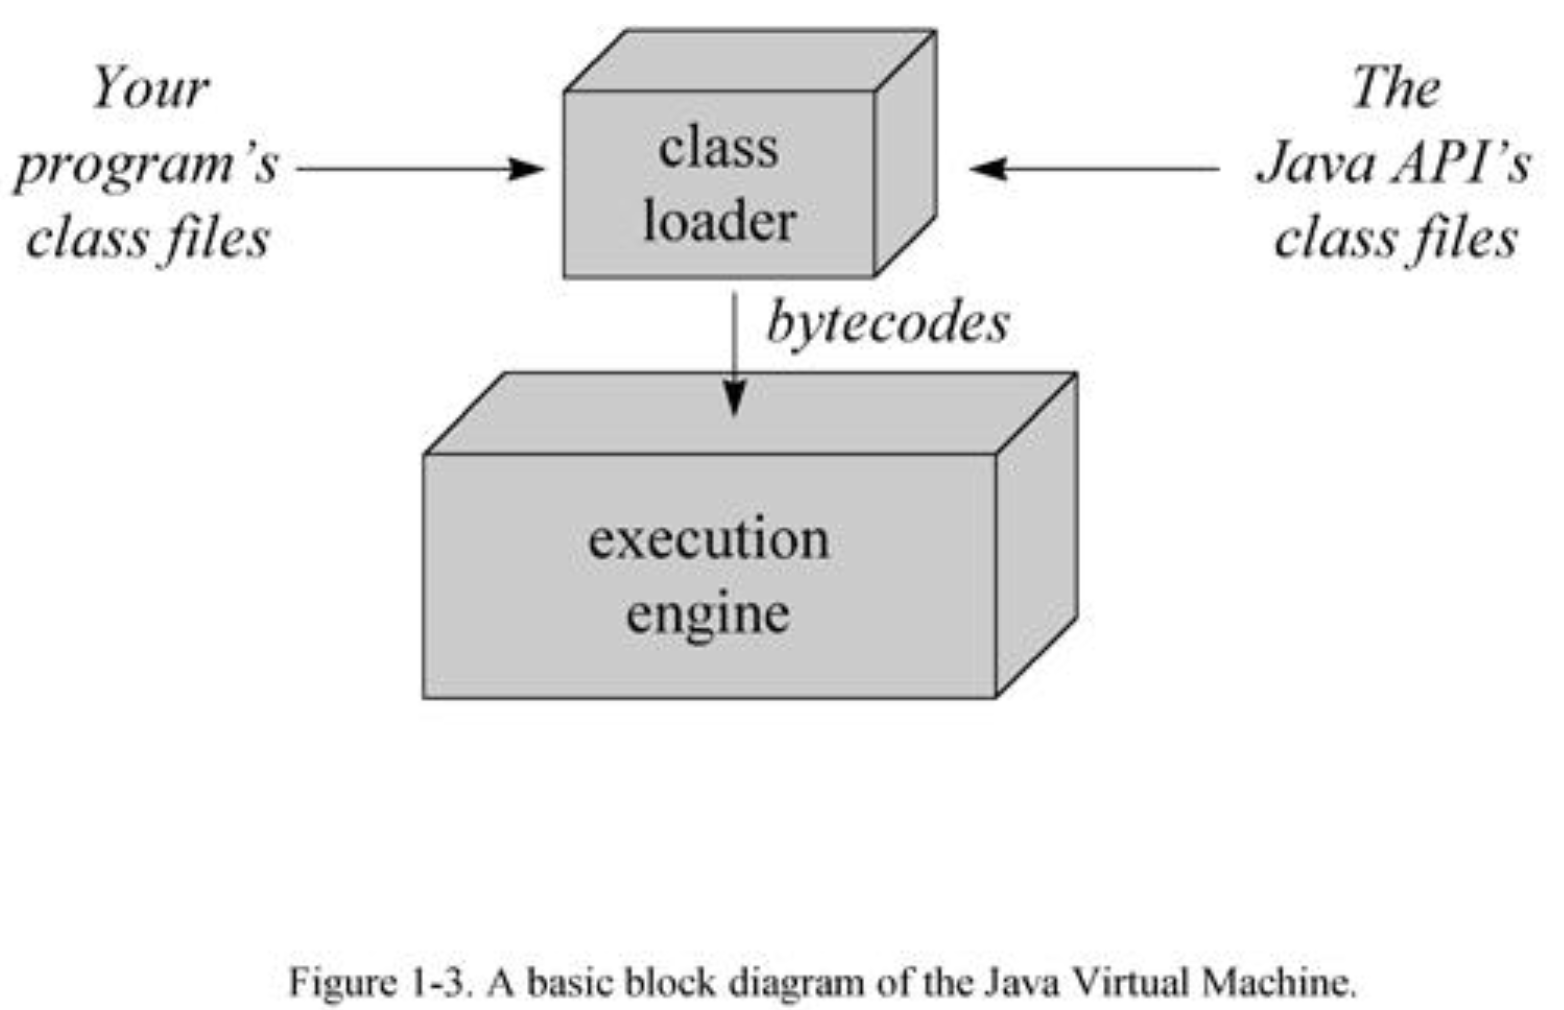 Your
program's
class files
class
loader
The
Java API's
class files
bytecodes
execution
engine
Figure 1-3. A basic block diagram of the Java Virtual Machine.